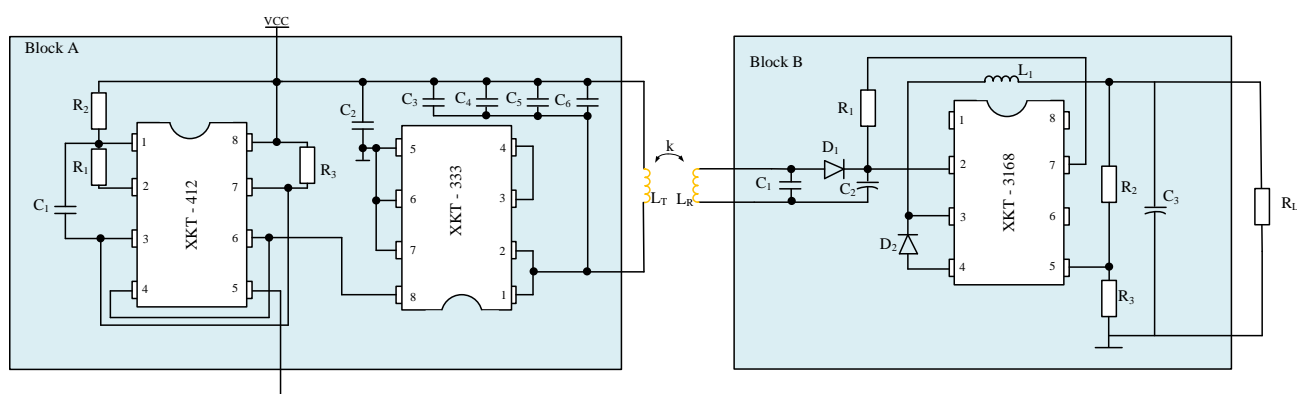 VCC
Block A
R2
R1
C1
1
2
3
4
XKT - 412
8
7
6
5
R3
C2
C3
C4
C5
C6
5
6
7
8
XKT - 333
4
3
2
1
k
LT
LR
Block B
C1
D1
C2
R1
D2
L1
1
2
3
4
XKT - 3168
8
7
6
5
R2
R3
C3
RL